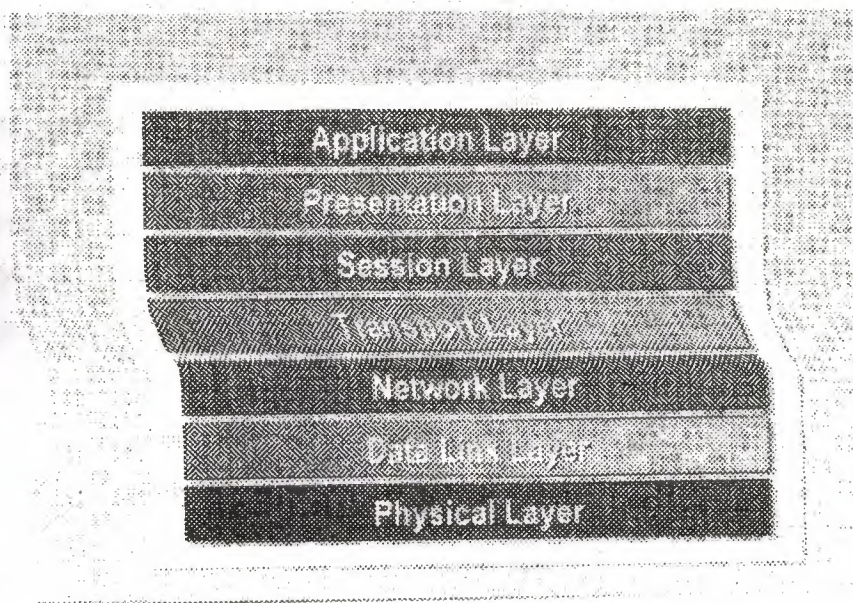 Application Layer
Presentation Layer
Session Layer
Transport Layer
Network Layer
Data Link Layer
Physical Layer